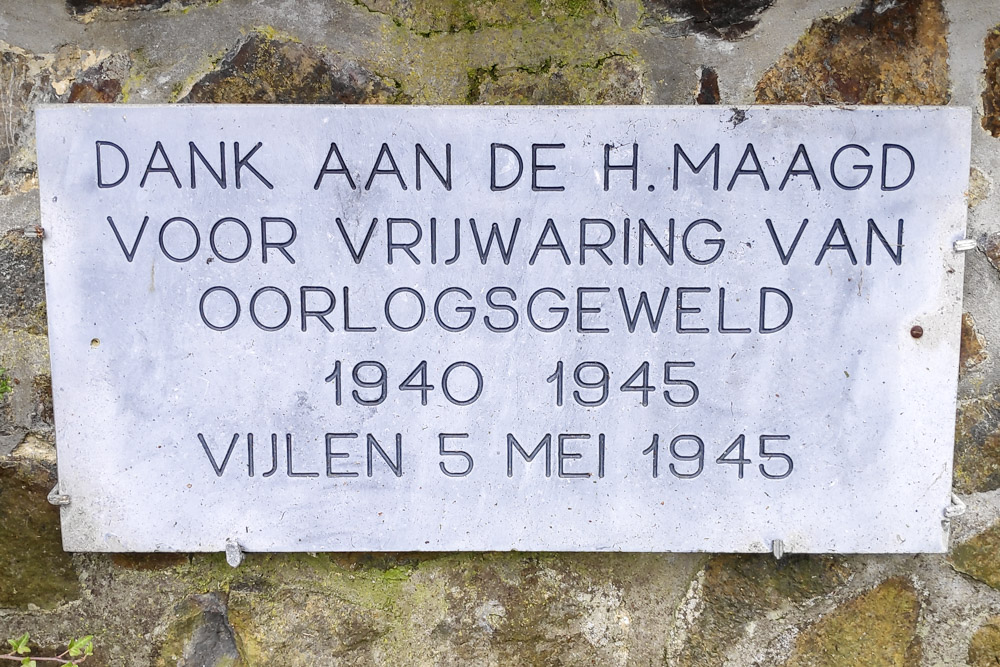 DANK AAN DE H. MAAGD
VOOR VRIJWARING VAN
OORLOGSGEWELD
1940 1945
VIJLEN 5 MEI 1945